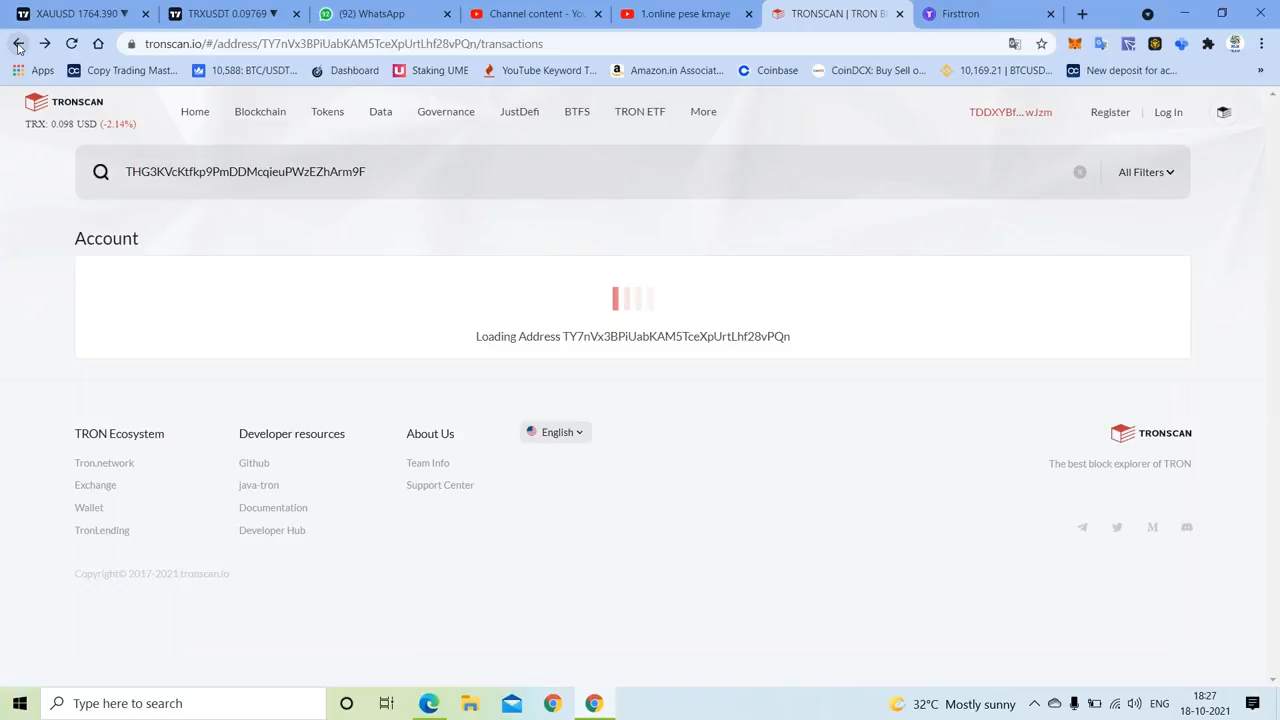 XAUUSD 1764.390 ▼ −0.1
TRXUSDT 0.09769 ▼ −2
(92) WhatsApp
1.online pese kmaye
TRONSCAN | TRON B
Firsttron
tronscan.io/#/address/TY7nVx3BPiUabKAM5TceXpUrtLhf28vPQn/transactions
Apps
Copy Trading Mast...
10,588: BTC/USDT...
Dashboard
Staking UME
YouTube Keyword T...
Amazon.in Associat...
Coinbase
CoinDCX: Buy Sell o...
10,169.21 | BTCUSD...
New deposit for ac...
»
TRONSCAN
TRX: 0.098 USD (-2.14%)
Home
Blockchain
Tokens
Data
Governance
JustDefi
BTFS
TRON ETF
More
TDDXYBf... wJzm
Register | Log In
THG3KVcKtfkp9PmDDMcqieuPWzEZhArm9F
All Filters
Account
Loading Address TY7nVx3BPiUabKAM5TceXpUrtLhf28vPQn
TRON Ecosystem
Tron.network
Exchange
Wallet
TronLending
Developer resources
Github
java-tron
Documentation
Developer Hub
About Us
Team Info
Support Center
English
TRONSCAN
The best block explorer of TRON
Copyright© 2017-2021 tronscan.io
Type here to search
32°C Mostly sunny
ENG
18:27
18-10-2021